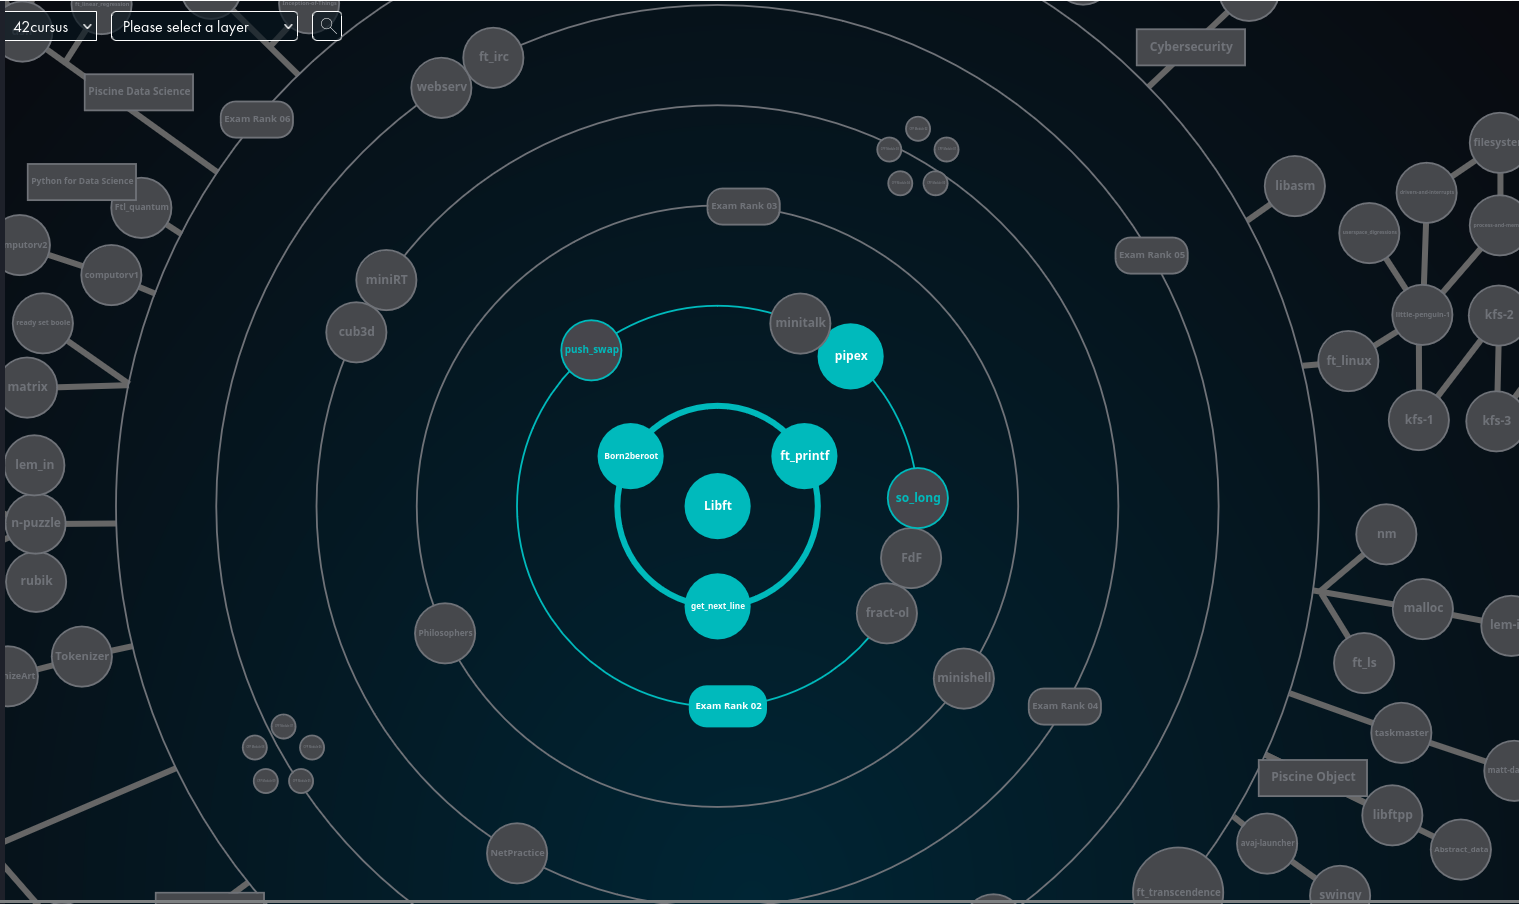 ft_linear_regression
42cursus
Please select a layer
ft_irc
Cybersecurity
webserv
Piscine Data Science
Exam Rank 06
filesyste
Python for Data Science
libasm
drivers-and-interrupts
Exam Rank 03
Ftl_quantum
process-and-mem
userspace_digressions
mputorv2
Exam Rank 05
computorv1
miniRT
ready set boole
minitalk
little-penguin-1
kfs-2
cub3d
push_swap
pipex
ft_linux
matrix
kfs-1
kfs-3
Born2beroot
ft_printf
lem_in
so_long
Libft
n-puzzle
nm
FdF
rubik
get_next_line
malloc
fract-ol
lem-i
Philosophers
Tokenizer
ft_ls
nizeArt
minishell
Exam Rank 02
Exam Rank 04
taskmaster
matt-da
Piscine Object
libftpp
avaj-launcher
Abstract_data
NetPractice
ft_transcendence
swingy